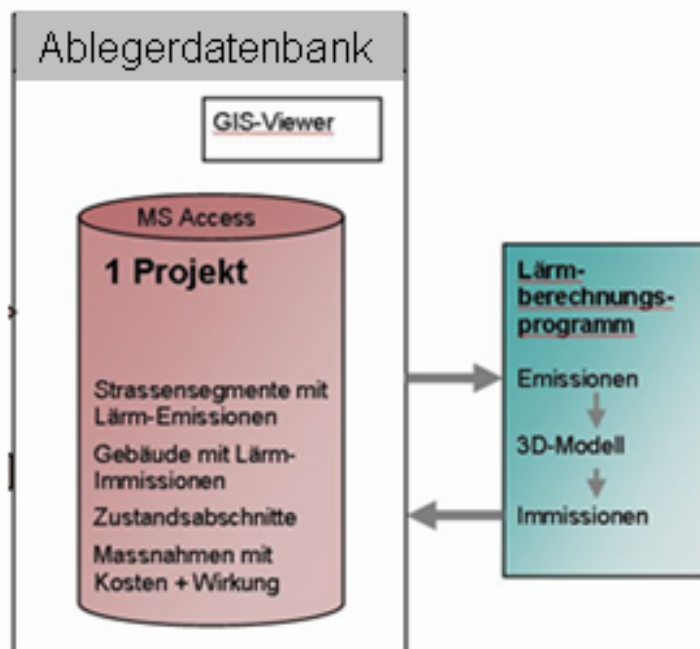 Ablegerdatenbank
GIS-Viewer
MS Access
1 Projekt
Strassensegmente mit
Lärm-Emissionen
Gebäude mit Lärm-
Immissionen
Zustandsabschnitte
Massnahmen mit
Kosten + Wirkung
Lärm-
berechnungs-
programm
Emissionen
3D-Modell
Immissionen